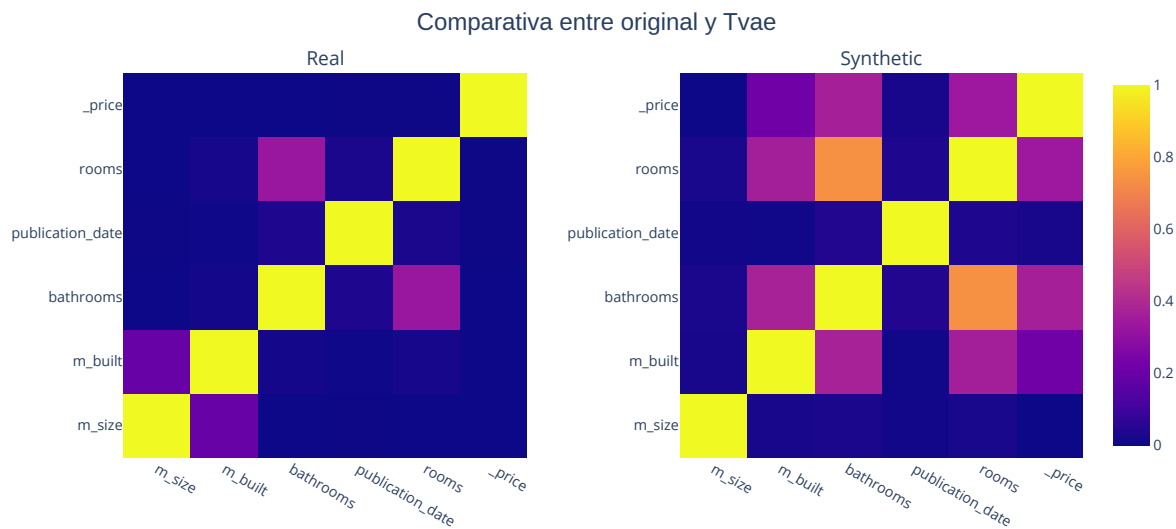 Comparativa entre original y Tvae
Real
Synthetic
_price
rooms
publication_date
bathrooms
m_built
m_size
m_size
m_built
bathrooms
publication_date
rooms
_price
_price
rooms
publication_date
bathrooms
m_built
m_size
m_size
m_built
bathrooms
publication_date
rooms
_price
1
0.8
0.6
0.4
0.2
0